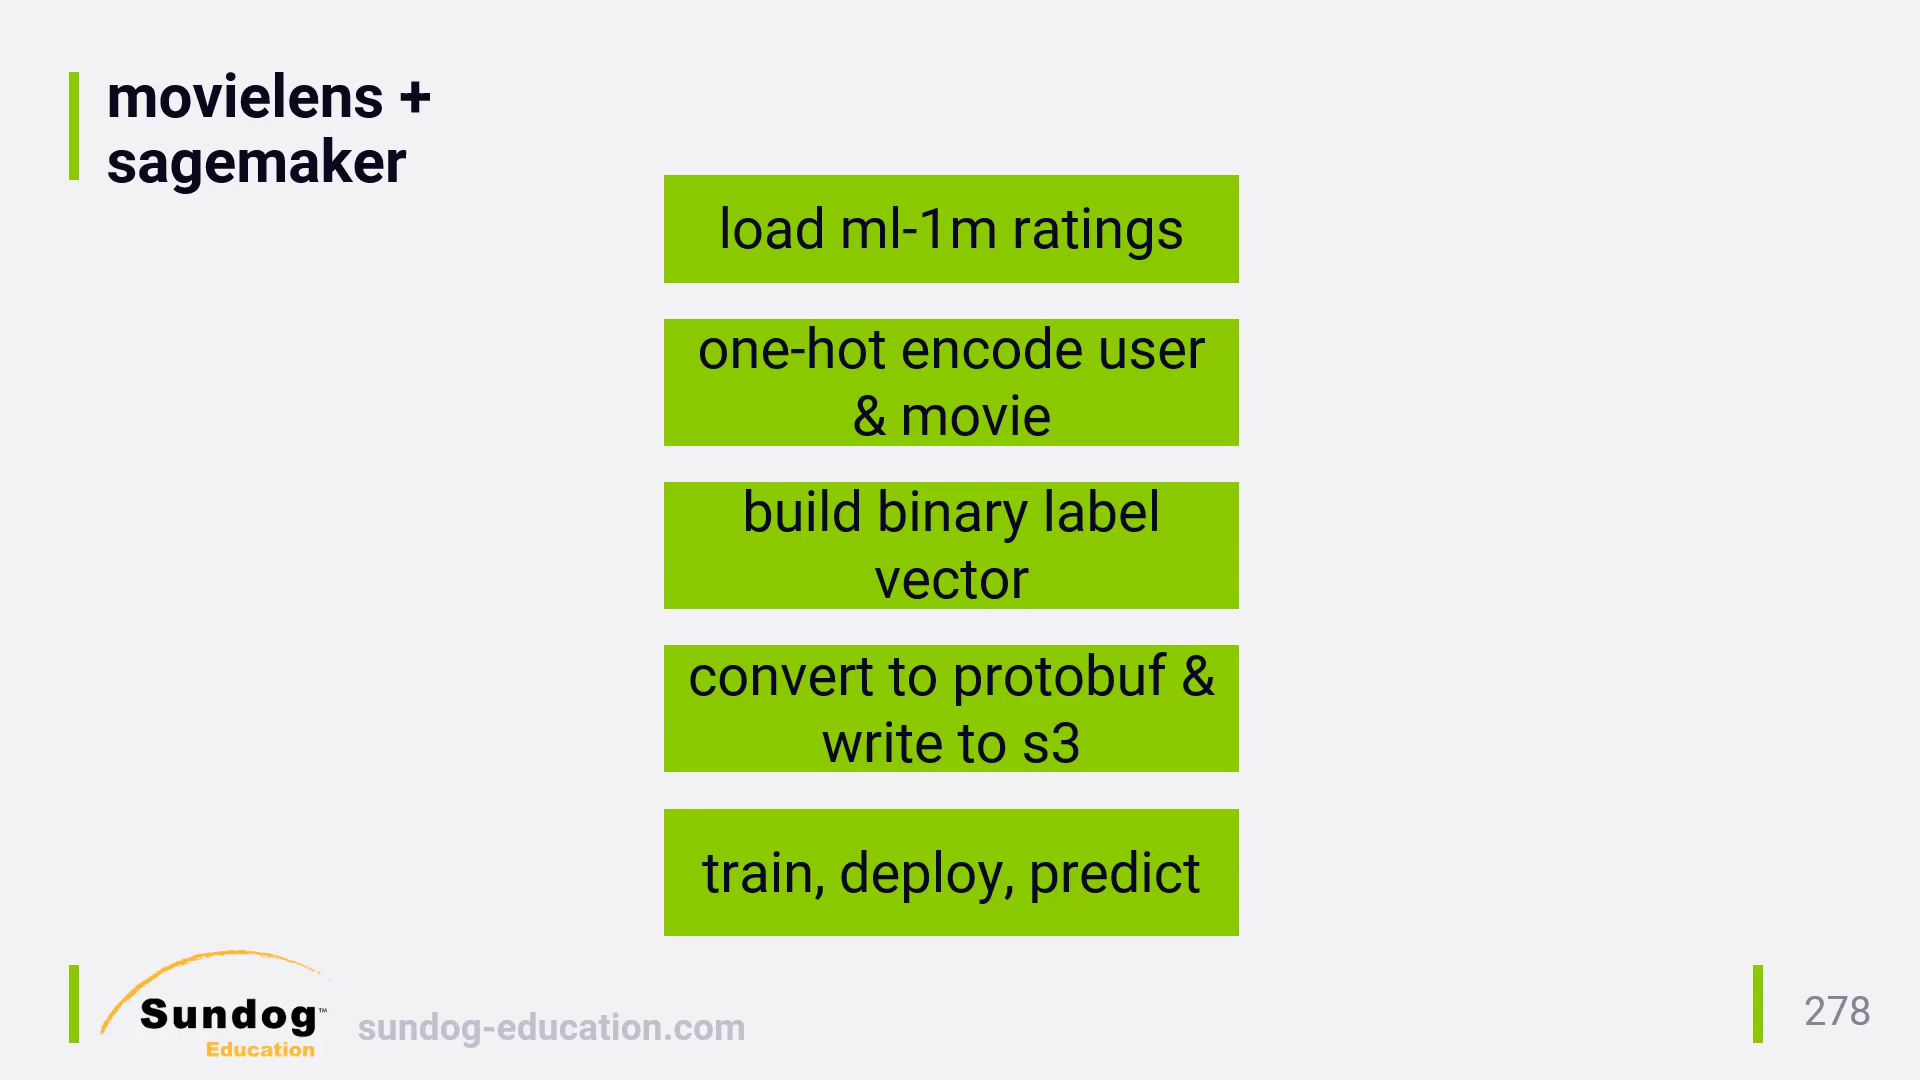 movielens +
sagemaker
load ml-1m ratings
one-hot encode user
& movie
build binary label
vector
convert to protobuf &
write to s3
train, deploy, predict
Sundog™
Education
sundog-education.com
278